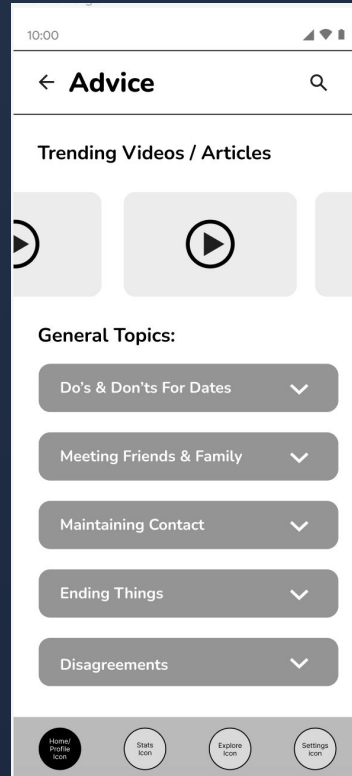 10:00
Advice
Trending Videos / Articles
General Topics:
Do's & Don'ts For Dates
Meeting Friends & Family
Maintaining Contact
Ending Things
Disagreements
Home/
Profile
Icon
Stats
Icon
Explore
Icon
Settings
Icon